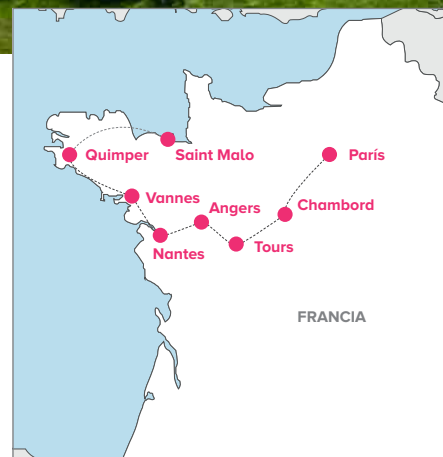 Quimper
Saint Malo
París
Vannes
Angers
Chambord
Nantes
Tours
FRANCIA